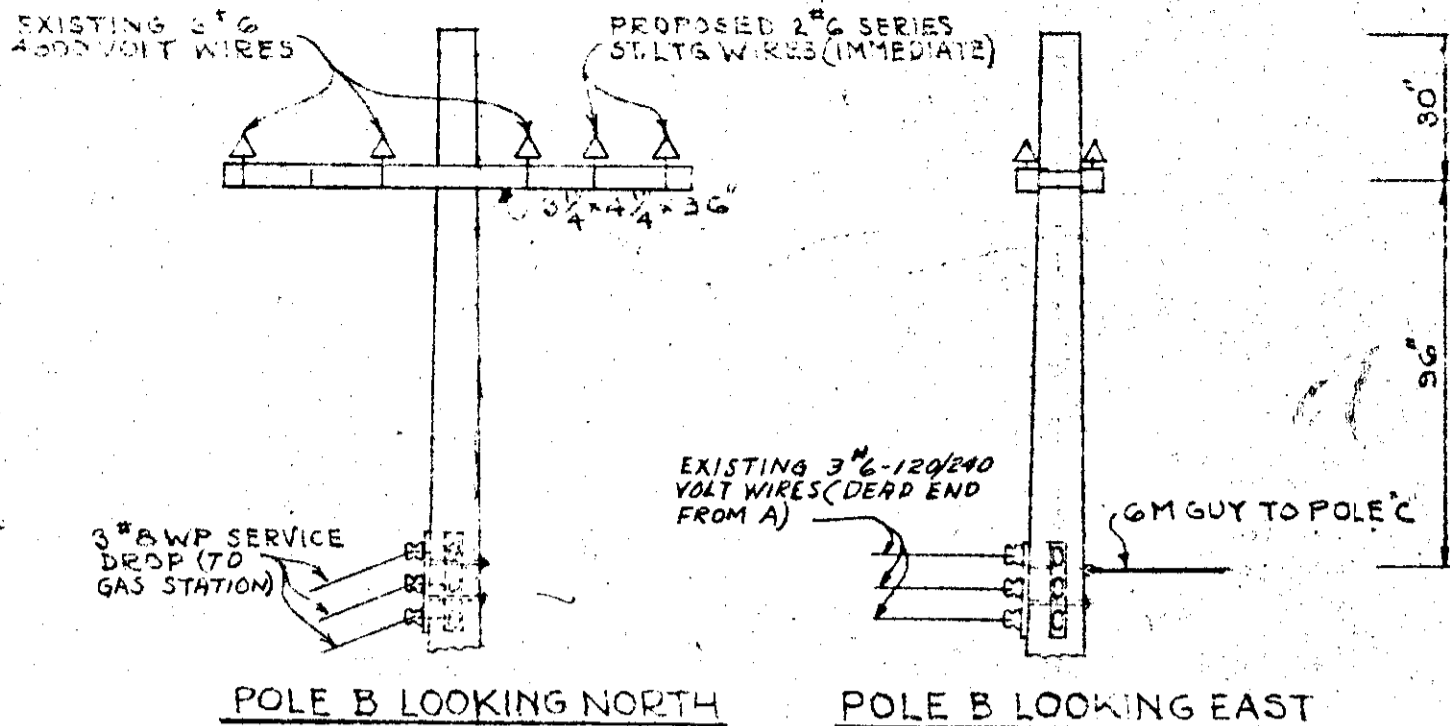 EXISTING 3#6
VOLT WIRES
PROPOSED 2#6 SERIES
ST. LTG WIRES (IMMEDIATE)
3 1/4 x 4 1/4 x 36"
30"
96"
EXISTING 3#6-120/240
VOLT WIRES (DEAD END
FROM A)
6M GUY TO POLE "C"
3#8 WP SERVICE
DROP (TO
GAS STATION)
POLE B LOOKING NORTH
POLE B LOOKING EAST